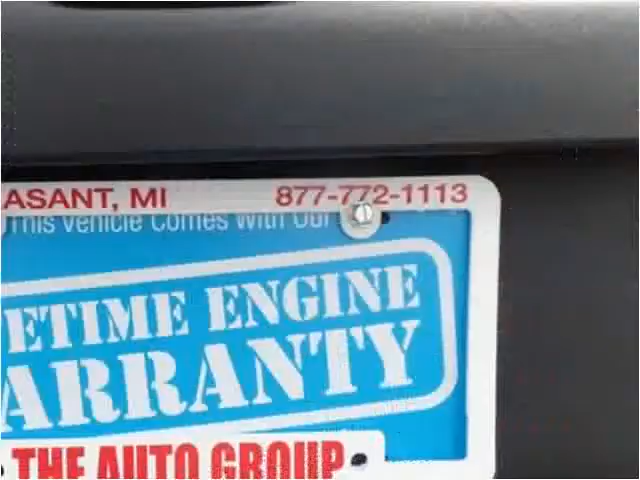 ASANT, MI 877-772-1113
This Vehicle Comes With Our
ETIME ENGINE
ARRANTY
THE AUTO GROUP